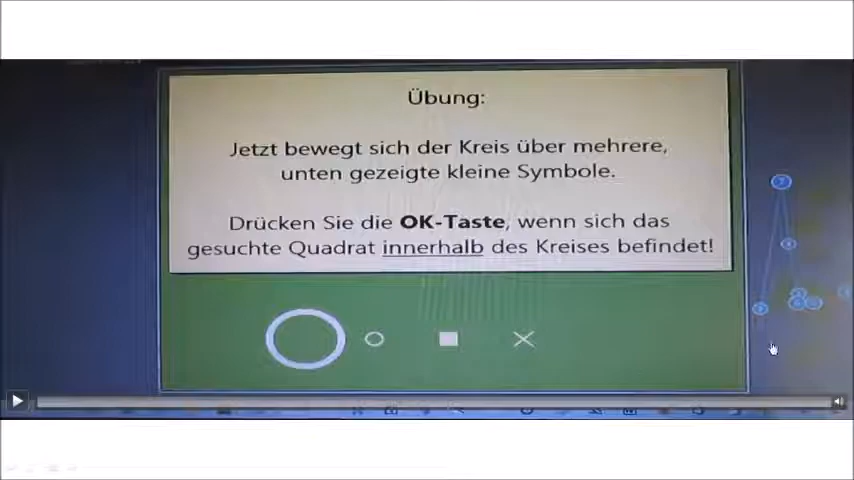 Übung:
Jetzt bewegt sich der Kreis über mehrere,
unten gezeigte kleine Symbole.
Drücken Sie die OK-Taste, wenn sich das
gesuchte Quadrat innerhalb des Kreises befindet!